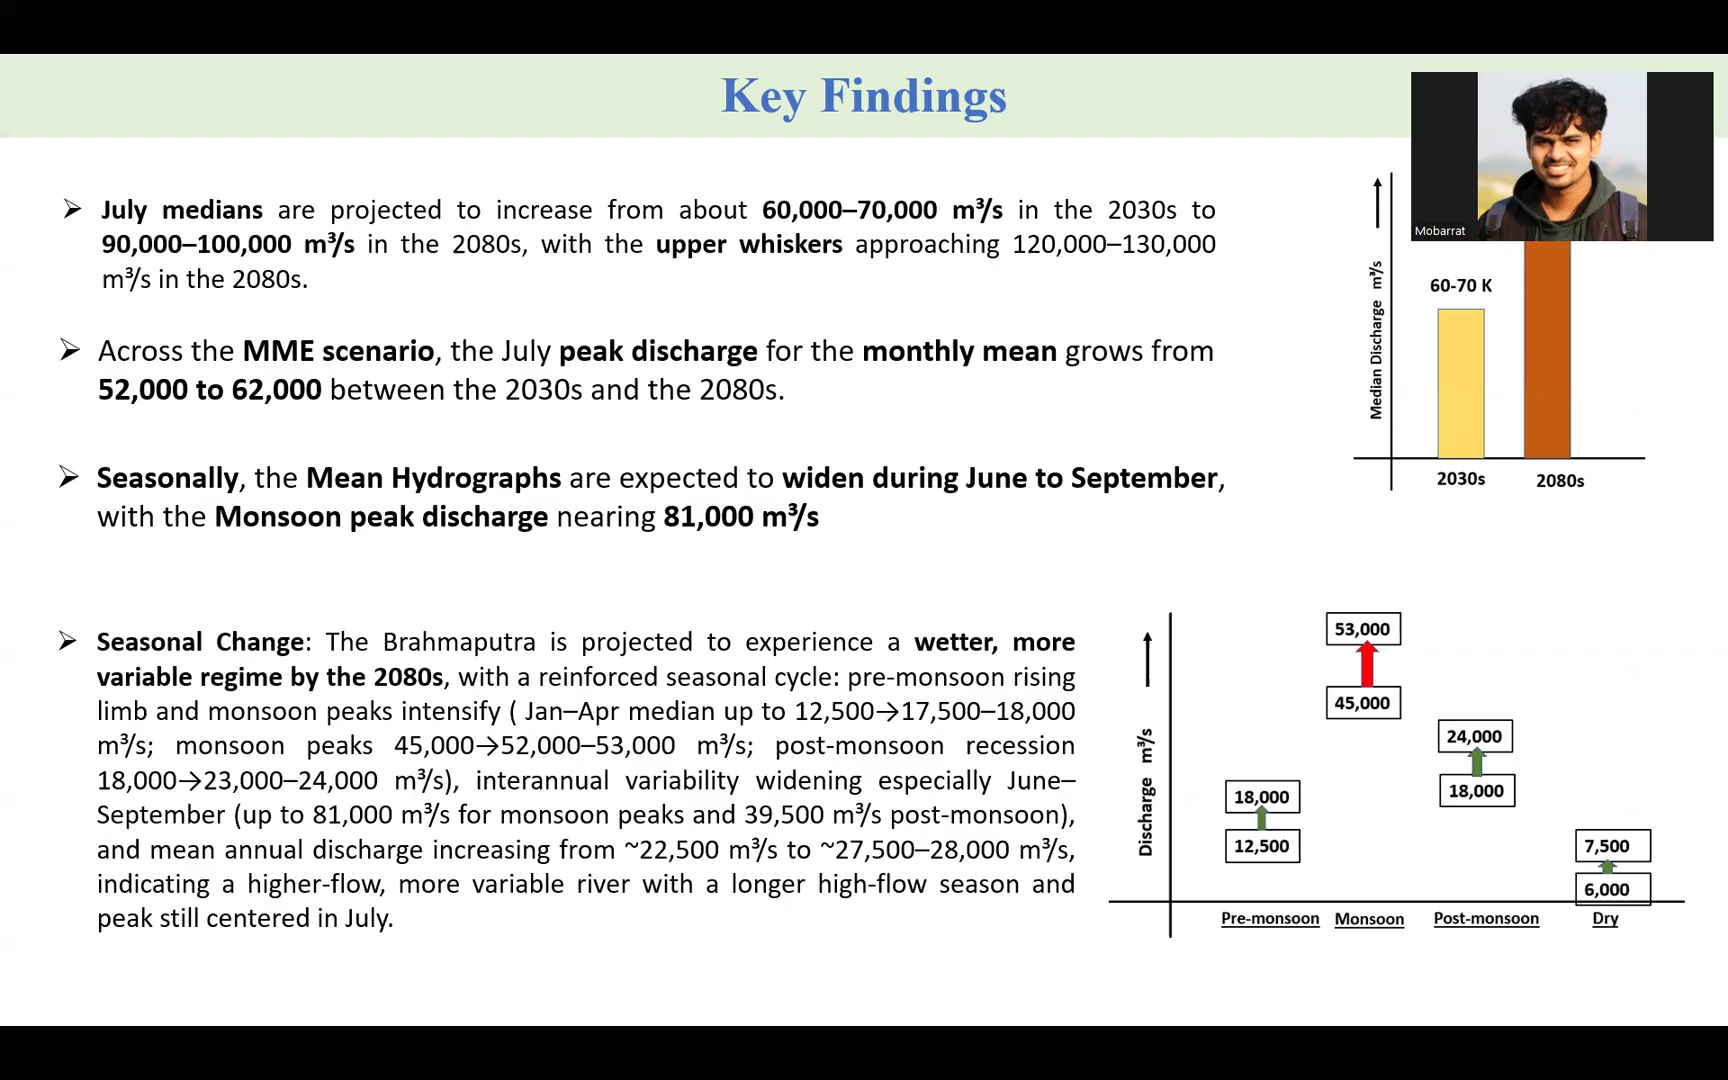 Key Findings
Mobarrat
➢ July medians are projected to increase from about 60,000–70,000 m³/s in the 2030s to
90,000–100,000 m³/s in the 2080s, with the upper whiskers approaching 120,000–130,000
m³/s in the 2080s.
➢ Across the MME scenario, the July peak discharge for the monthly mean grows from
52,000 to 62,000 between the 2030s and the 2080s.
➢ Seasonally, the Mean Hydrographs are expected to widen during June to September,
with the Monsoon peak discharge nearing 81,000 m³/s
Median Discharge m³/s
60-70 K
2030s
2080s
➢ Seasonal Change: The Brahmaputra is projected to experience a wetter, more
variable regime by the 2080s, with a reinforced seasonal cycle: pre-monsoon rising
limb and monsoon peaks intensify ( Jan–Apr median up to 12,500→17,500–18,000
m³/s; monsoon peaks 45,000→52,000–53,000 m³/s; post-monsoon recession
18,000→23,000–24,000 m³/s), interannual variability widening especially June–
September (up to 81,000 m³/s for monsoon peaks and 39,500 m³/s post-monsoon),
and mean annual discharge increasing from ~22,500 m³/s to ~27,500–28,000 m³/s,
indicating a higher-flow, more variable river with a longer high-flow season and
peak still centered in July.
Discharge m³/s
53,000
45,000
24,000
18,000
18,000
12,500
7,500
6,000
Pre-monsoon
Monsoon
Post-monsoon
Dry